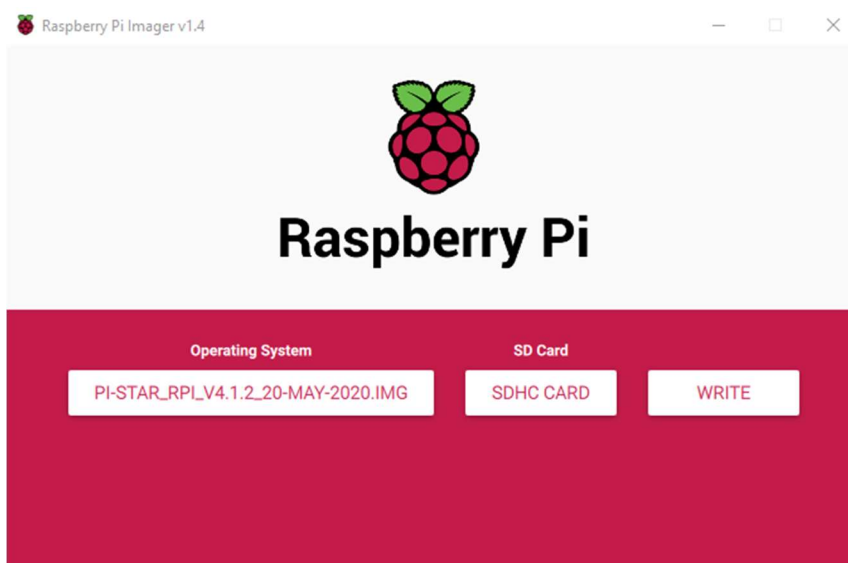 Raspberry Pi Imager v1.4
Raspberry Pi
Operating System SD Card
PI-STAR_RPI_V4.1.2_20-MAY-2020.IMG SDHC CARD WRITE